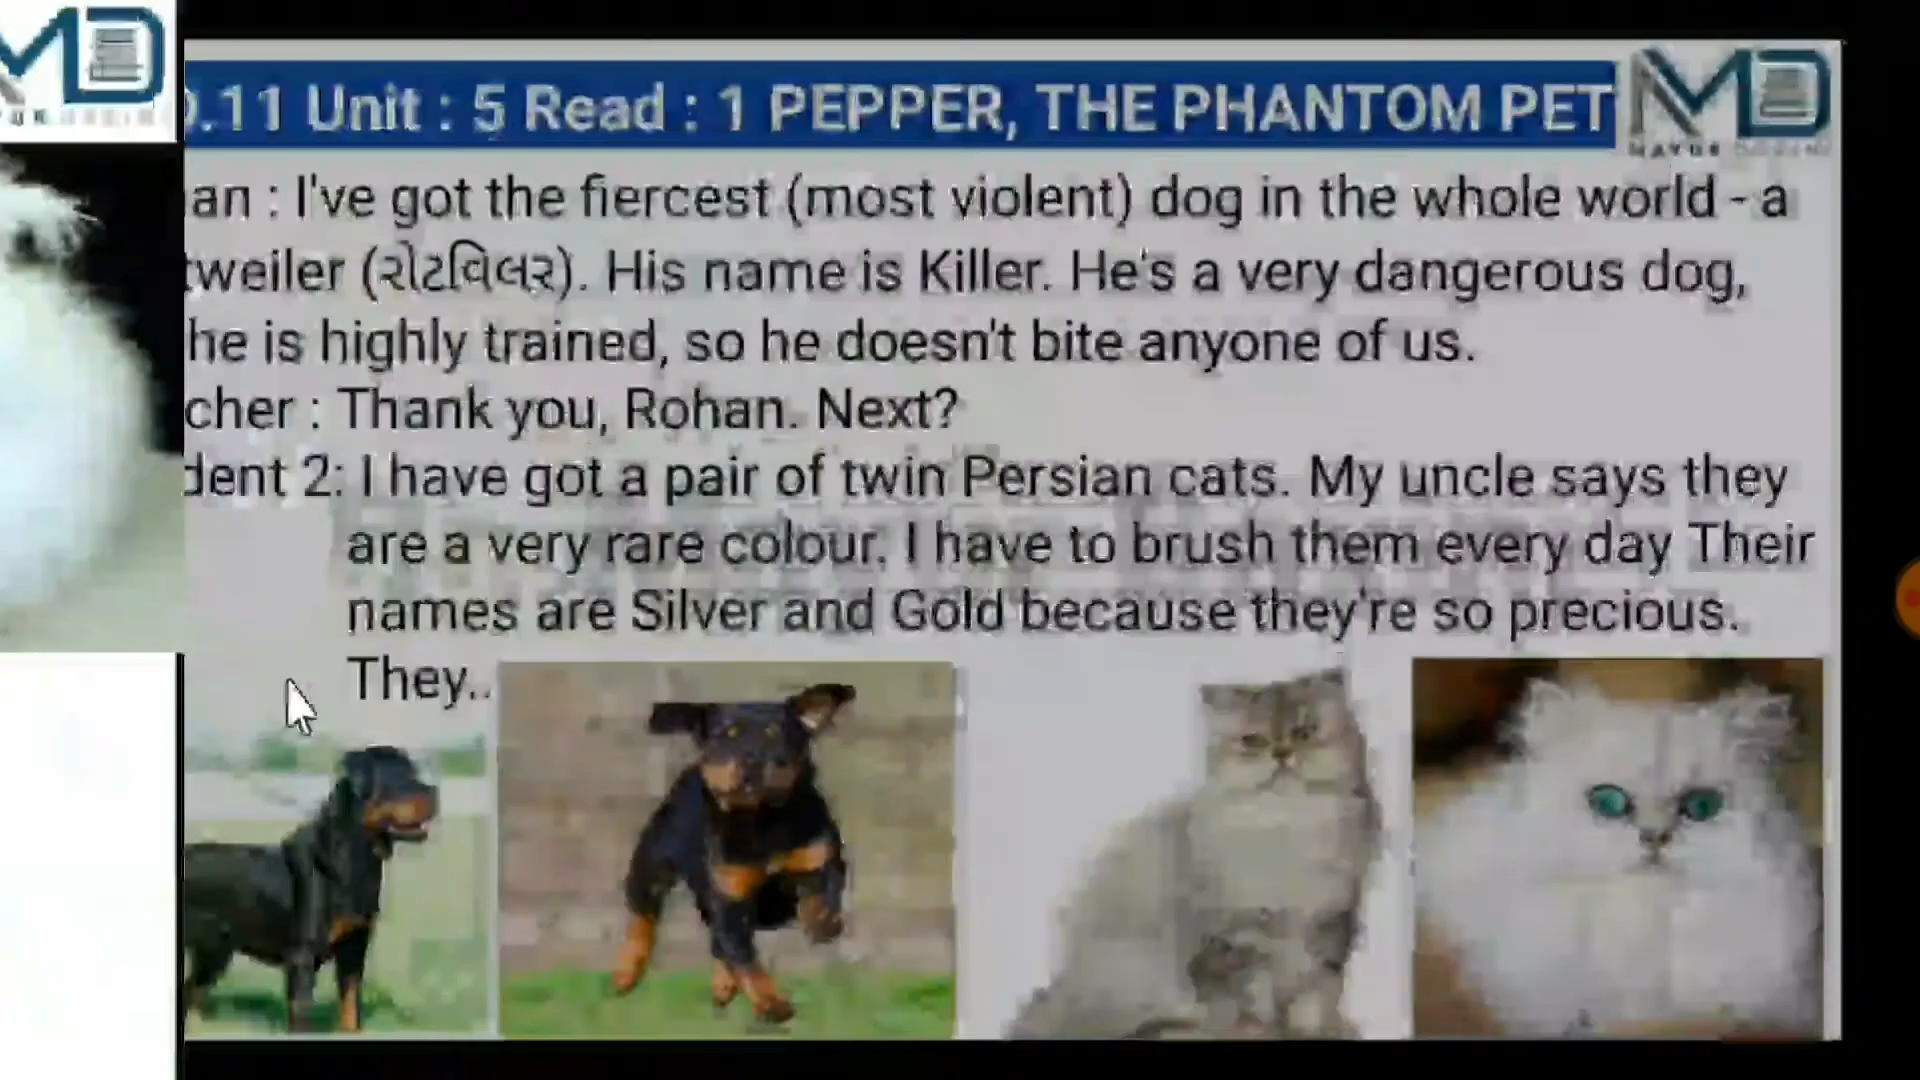 .11 Unit : 5 Read : 1 PEPPER, THE PHANTOM PET
an : I've got the fiercest (most violent) dog in the whole world - a
weiler (રોટવિલર). His name is Killer. He's a very dangerous dog,
he is highly trained, so he doesn't bite anyone of us.
cher : Thank you, Rohan. Next?
dent 2: I have got a pair of twin Persian cats. My uncle says they
are a very rare colour. I have to brush them every day Their
names are Silver and Gold because they're so precious.
They..
MD
MD
MAYUR